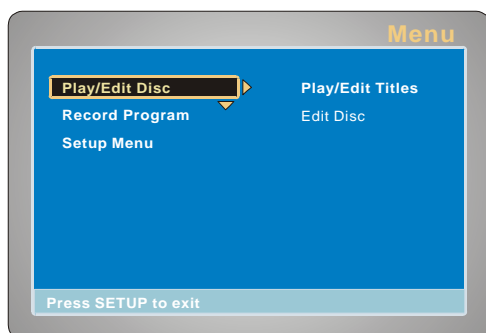 Menu
Play/Edit Disc
Record Program
Setup Menu
Play/Edit Titles
Edit Disc
Press SETUP to exit